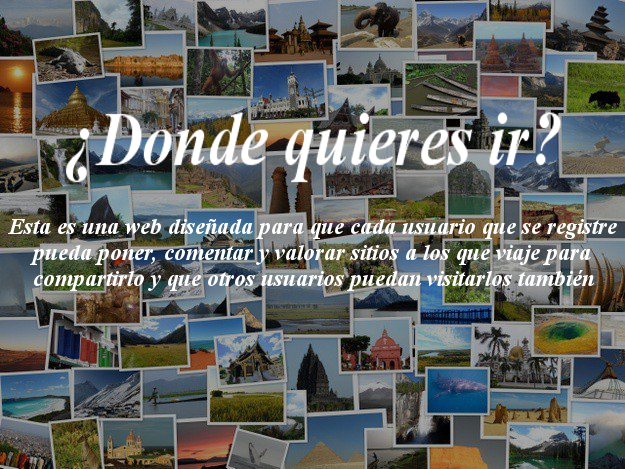 ¿Donde quieres ir?
Esta es una web diseñada para que cada usuario que se registre
pueda poner, comentar y valorar sitios a los que viaje para
compartirlo y que otros usuarios puedan visitarlos también